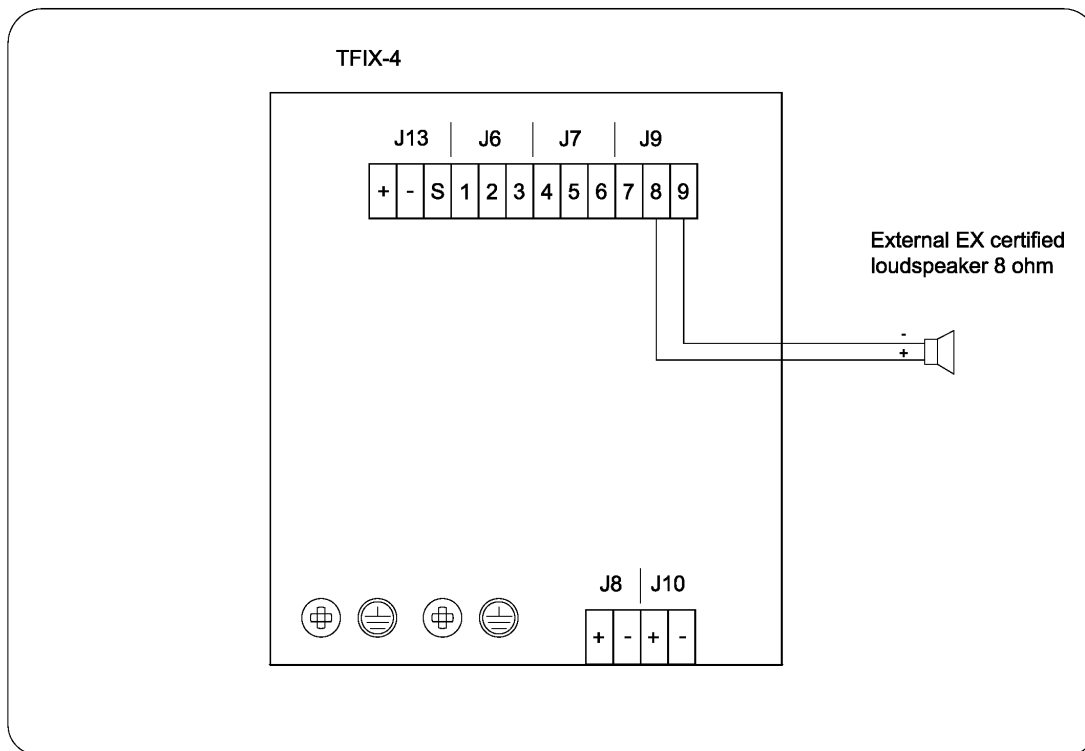 TFIX-4
J13 J6 J7 J9
+ - S 1 2 3 4 5 6 7 8 9
External EX certified
loudspeaker 8 ohm
-
+
J8 J10
+ - + -